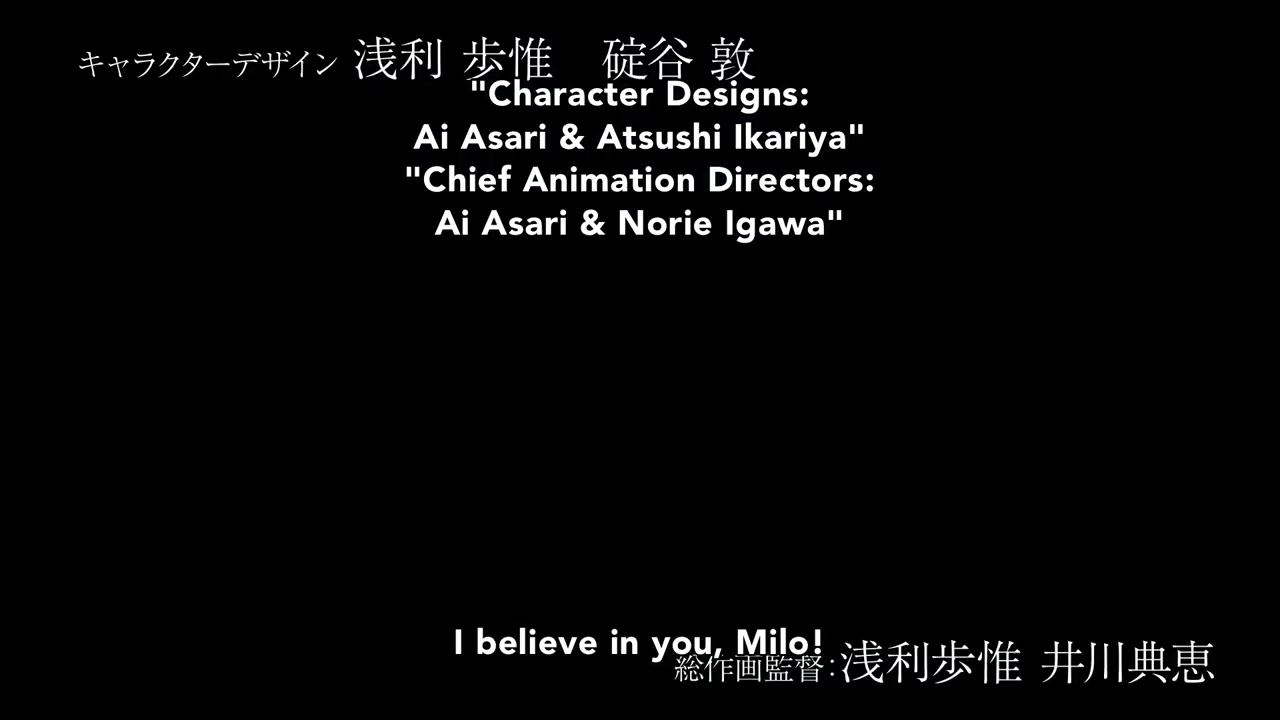 キャラクターデザイン 浅利 歩惟　碇谷 敦
"Character Designs:
Ai Asari & Atsushi Ikariya"
"Chief Animation Directors:
Ai Asari & Norie Igawa"
I believe in you, Milo!
総作画監督:浅利歩惟 井川典恵